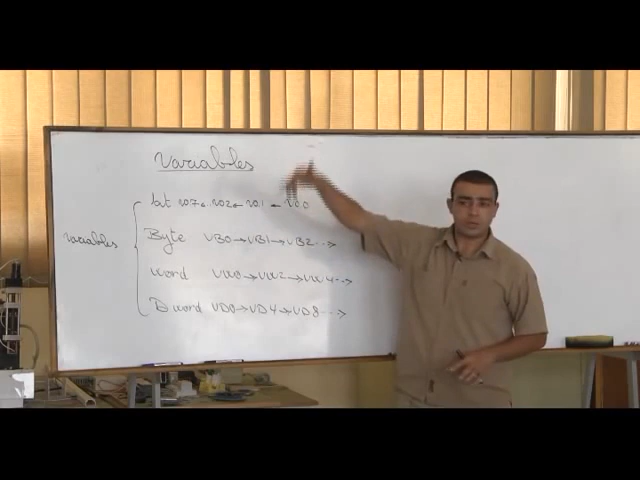 Variables
bit V0.7←..V0.2←V0.1←V0.0
variables
Byte VB0→VB1→VB2-->
word VW0→VW2→VW4-->
D word VD0→VD4→VD8-->